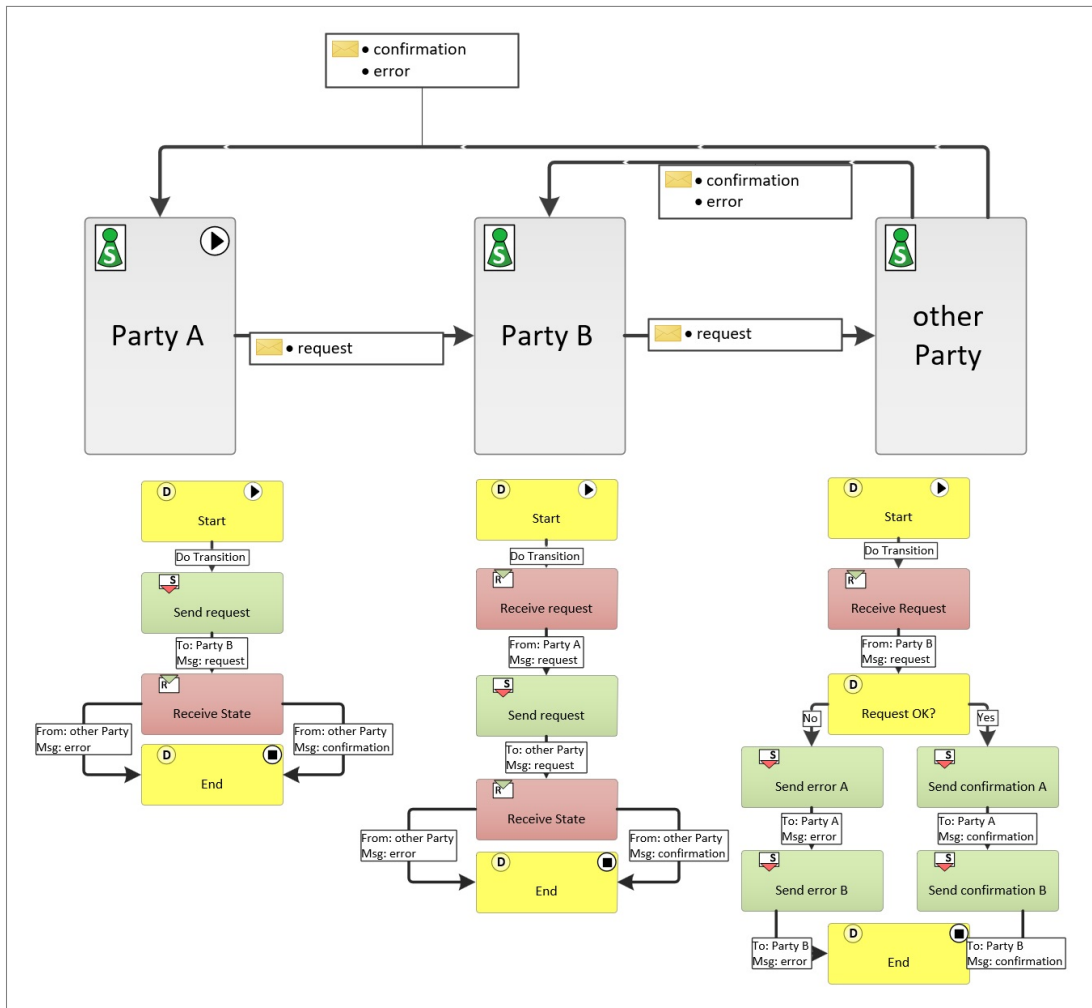 • confirmation
• error
• confirmation
• error
S
S
S
Party A
• request
Party B
• request
other
Party
D
Start
Do Transition
S
Send request
To: Party B
Msg: request
R
Receive State
From: other Party
Msg: error
From: other Party
Msg: confirmation
D
End
D
Start
Do Transition
R
Receive request
From: Party A
Msg: request
S
Send request
To: other Party
Msg: request
R
Receive State
From: other Party
Msg: error
From: other Party
Msg: confirmation
D
End
D
Start
Do Transition
R
Receive Request
From: Party B
Msg: request
D
Request OK?
No
Yes
S
Send error A
To: Party A
Msg: error
S
Send error B
To: Party B
Msg: error
S
Send confirmation A
To: Party A
Msg: confirmation
S
Send confirmation B
To: Party B
Msg: confirmation
D
End